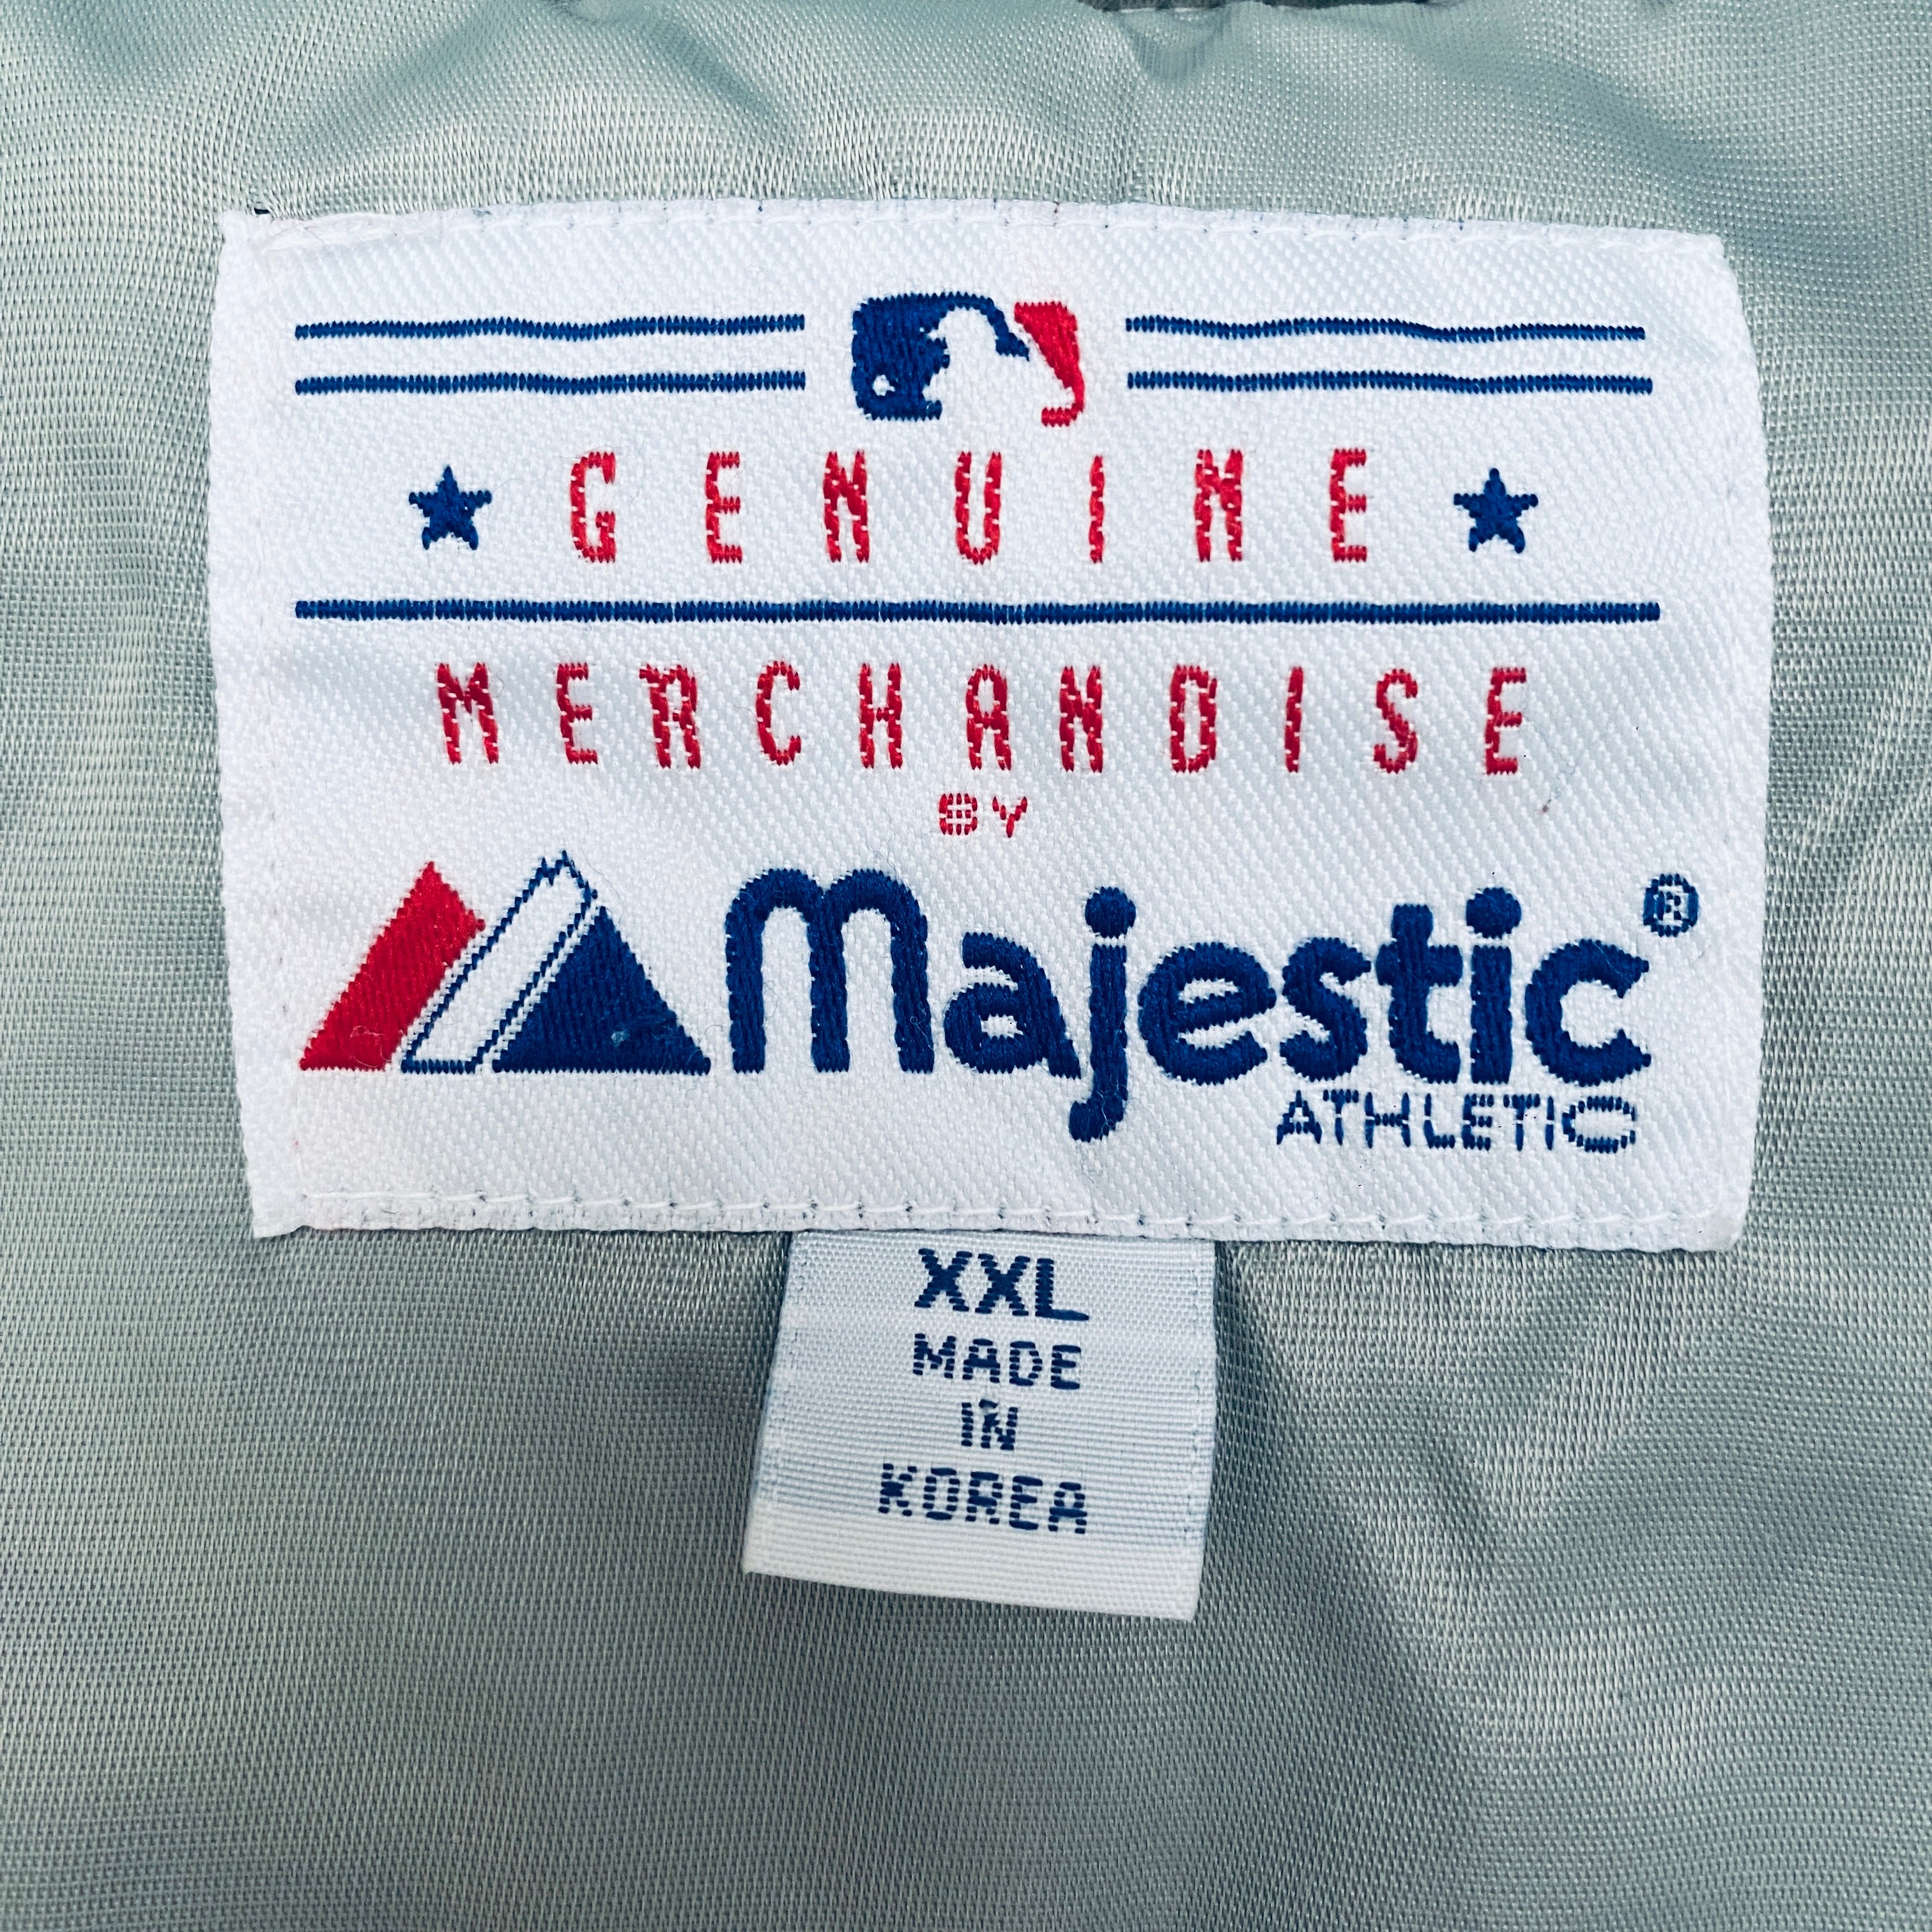 GENUINE
MERCHANDISE
BY
majestic®
ATHLETIC
XXL
MADE
IN
KOREA